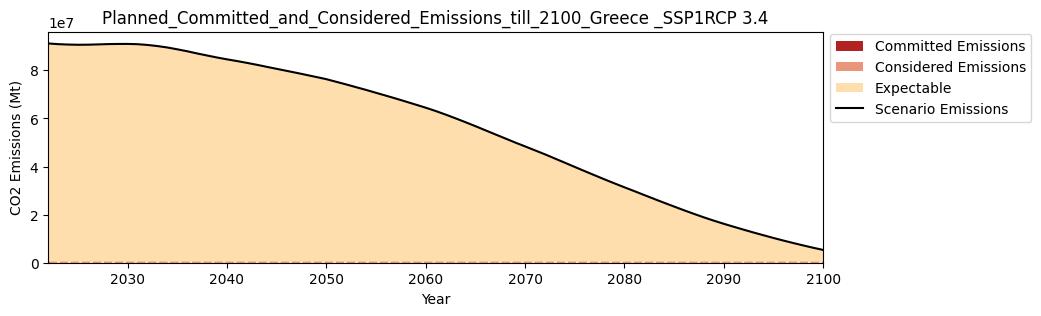 Planned_Committed_and_Considered_Emissions_till_2100_Greece _SSP1RCP 3.4
1e7
Committed Emissions
Considered Emissions
Expectable
Scenario Emissions
8
6
4
2
0
CO2 Emissions (Mt)
2030 2040 2050 2060 2070 2080 2090 2100
Year